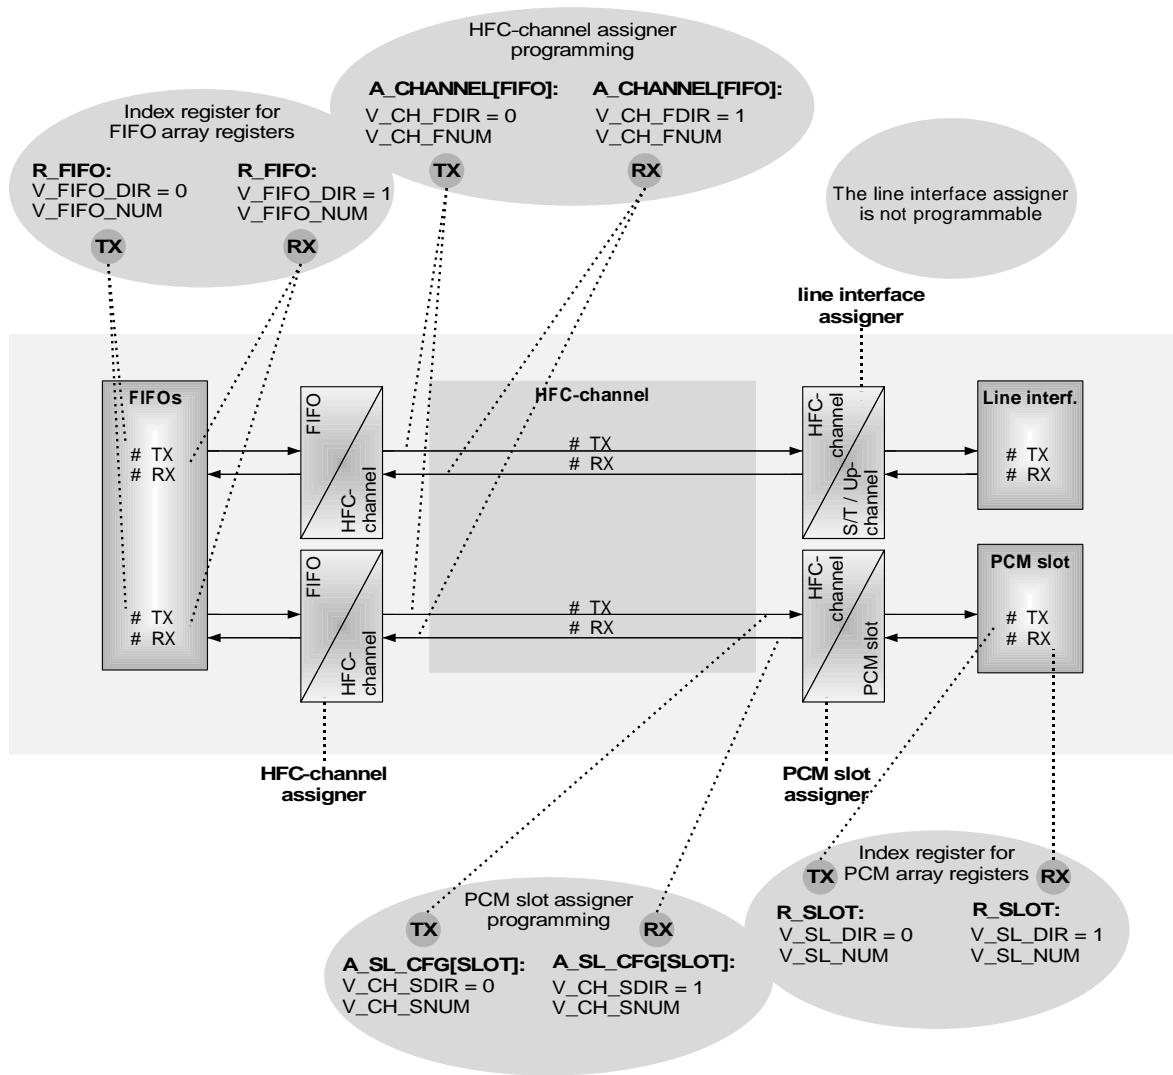 HFC-channel assigner
programming
A_CHANNEL[FIFO]:
V_CH_FDIR = 0
V_CH_FNUM
TX
A_CHANNEL[FIFO]:
V_CH_FDIR = 1
V_CH_FNUM
RX
Index register for
FIFO array registers
R_FIFO:
V_FIFO_DIR = 0
V_FIFO_NUM
TX
R_FIFO:
V_FIFO_DIR = 1
V_FIFO_NUM
RX
The line interface assigner
is not programmable
line interface
assigner
FIFOs
# TX
# RX
# TX
# RX
FIFO
HFC-
channel
FIFO
HFC-
channel
HFC-channel
# TX
# RX
# TX
# RX
HFC-
channel
S/T / Up-
channel
HFC-
channel
PCM slot
Line interf.
# TX
# RX
PCM slot
# TX
# RX
HFC-channel
assigner
PCM slot
assigner
PCM slot assigner
programming
TX
A_SL_CFG[SLOT]:
V_CH_SDIR = 0
V_CH_SNUM
RX
A_SL_CFG[SLOT]:
V_CH_SDIR = 1
V_CH_SNUM
Index register for
PCM array registers
TX
R_SLOT:
V_SL_DIR = 0
V_SL_NUM
RX
R_SLOT:
V_SL_DIR = 1
V_SL_NUM